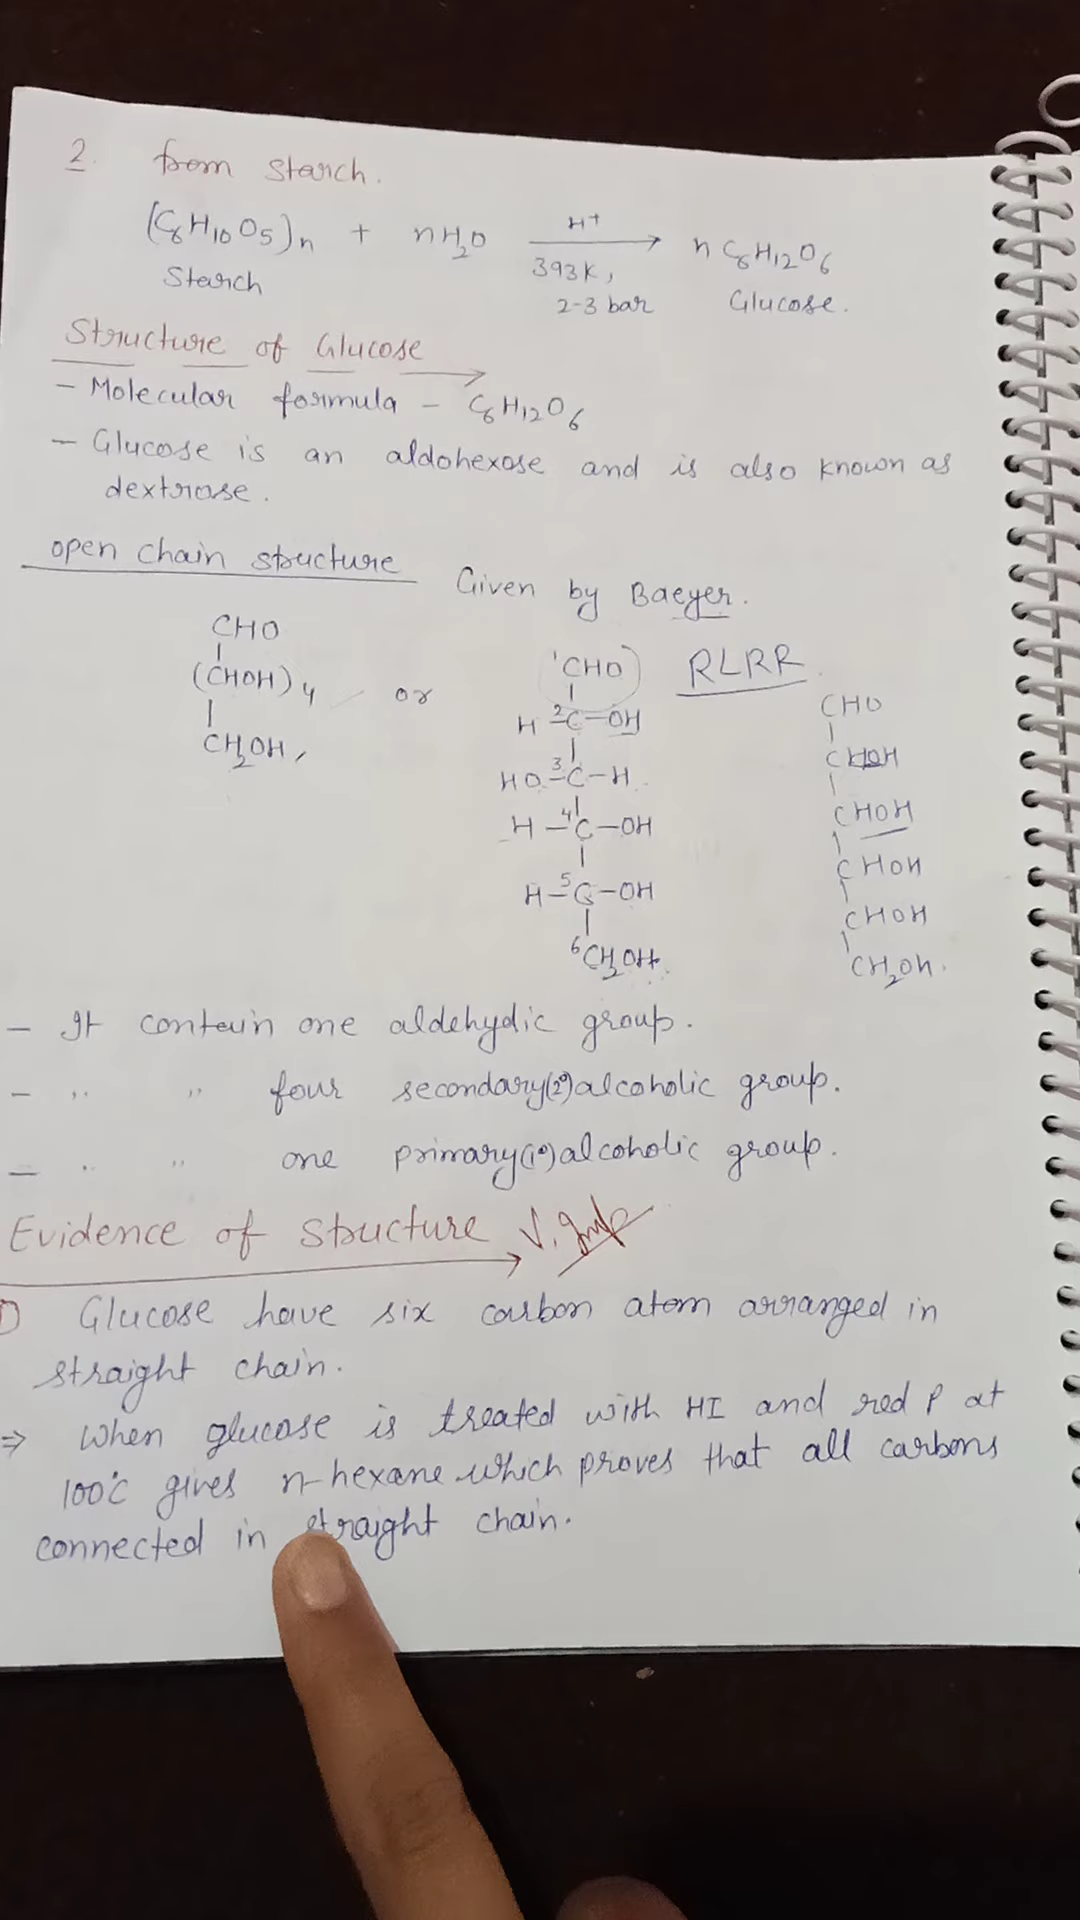 2. from starch.
(C6H10O5)n + nH2O H+ → n C6H12O6
Starch 393K, 2-3 bar Glucose.
Structure of Glucose
- Molecular formula - C6H12O6
- Glucose is an aldohexose and is also known as
dextrose.
open chain structure Given by Baeyer.
CHO
(CHOH)4
CH2OH,
or
1CHO
H 2C-OH
HO-3C-H
H-4C-OH
H-5C-OH
6CH2OH
RLRR
CHO
CHOH
CHOH
CHOH
CHOH
CH2OH.
- It contain one aldehydic group.
- " " four secondary(2°)alcoholic group.
- " " one primary(1°)alcoholic group.
Evidence of structure V. Imp
1) Glucose have six carbon atom arranged in
straight chain.
⇒ When glucose is treated with HI and red P at
100°C gives n-hexane which proves that all carbons
connected in straight chain.